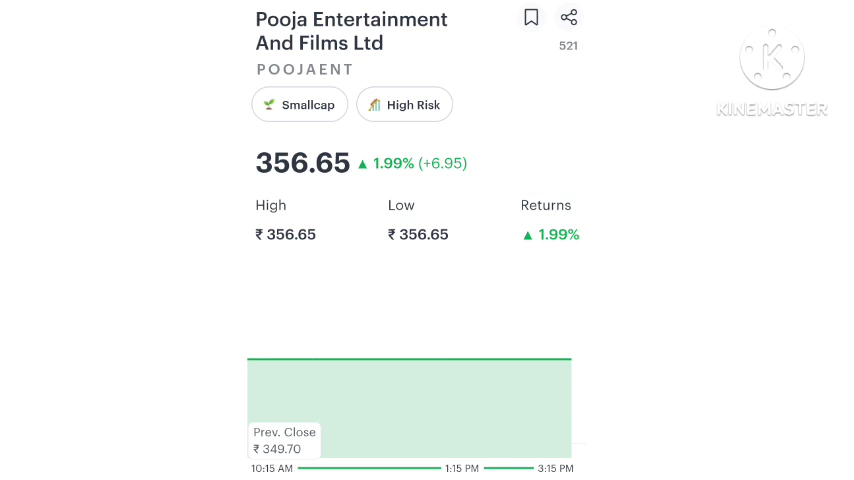 Pooja Entertainment
And Films Ltd
521
POOJAENT
Smallcap
High Risk
356.65 ▲ 1.99% (+6.95)
High Low Returns
₹ 356.65 ₹ 356.65 ▲ 1.99%
Prev. Close
₹ 349.70
10:15 AM 1:15 PM 3:15 PM
K
KINEMASTER